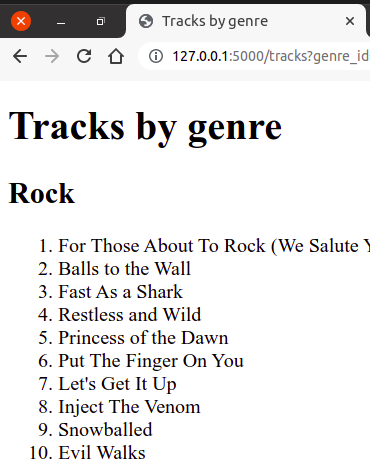 Tracks by genre
127.0.0.1:5000/tracks?genre_id
Tracks by genre
Rock
1. For Those About To Rock (We Salute Y
2. Balls to the Wall
3. Fast As a Shark
4. Restless and Wild
5. Princess of the Dawn
6. Put The Finger On You
7. Let's Get It Up
8. Inject The Venom
9. Snowballed
10. Evil Walks